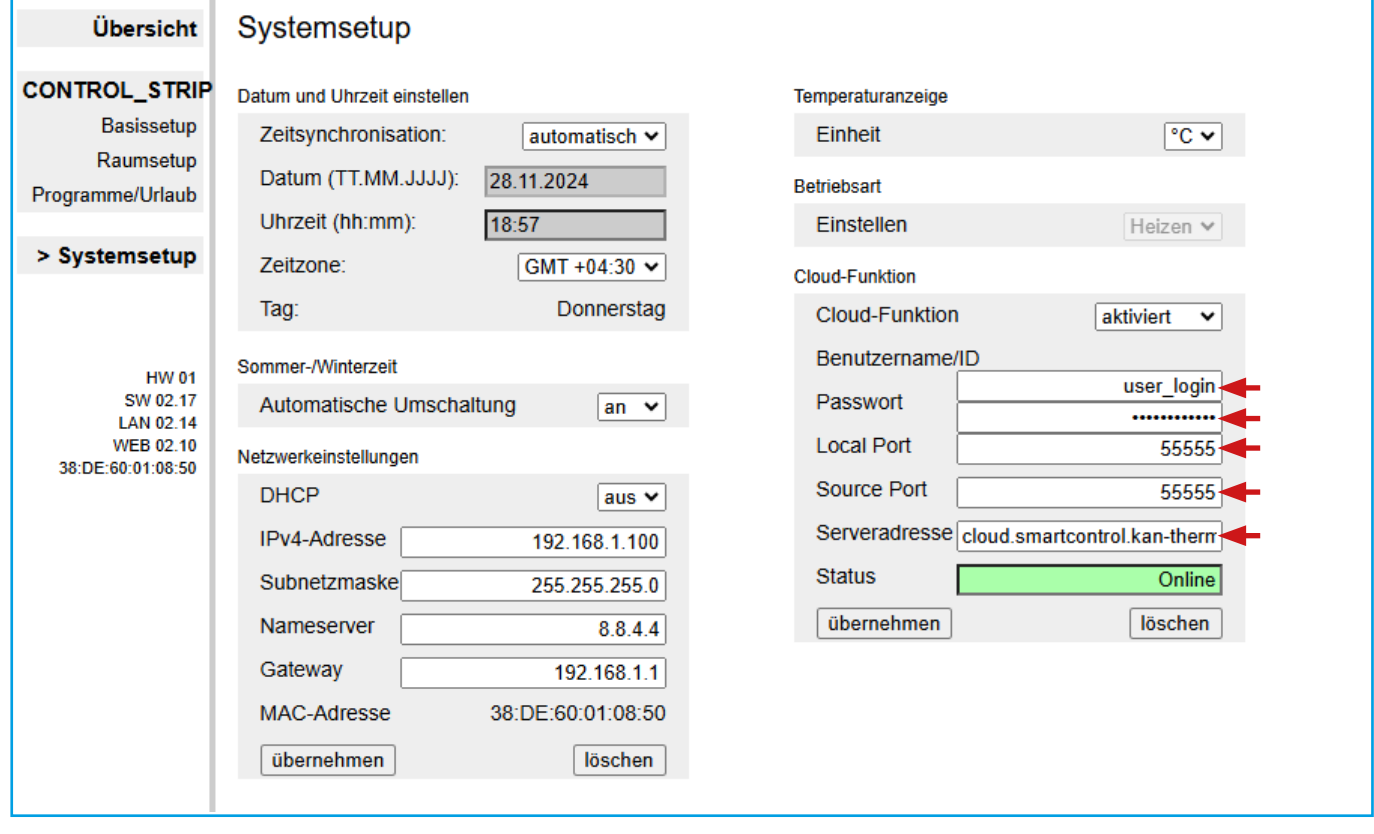 Übersicht
CONTROL_STRIP
Basissetup
Raumsetup
Programme/Urlaub
> Systemsetup
HW 01
SW 02.17
LAN 02.14
WEB 02.10
38:DE:60:01:08:50
Systemsetup
Datum und Uhrzeit einstellen
Zeitsynchronisation: automatisch
Datum (TT.MM.JJJJ): 28.11.2024
Uhrzeit (hh:mm): 18:57
Zeitzone: GMT +04:30
Tag: Donnerstag
Sommer-/Winterzeit
Automatische Umschaltung an
Netzwerkeinstellungen
DHCP aus
IPv4-Adresse 192.168.1.100
Subnetzmaske 255.255.255.0
Nameserver 8.8.4.4
Gateway 192.168.1.1
MAC-Adresse 38:DE:60:01:08:50
übernehmen löschen
Temperaturanzeige
Einheit °C
Betriebsart
Einstellen Heizen
Cloud-Funktion
Cloud-Funktion aktiviert
Benutzername/ID user_login
Passwort ••••••••••••
Local Port 55555
Source Port 55555
Serveradresse cloud.smartcontrol.kan-therm
Status Online
übernehmen löschen